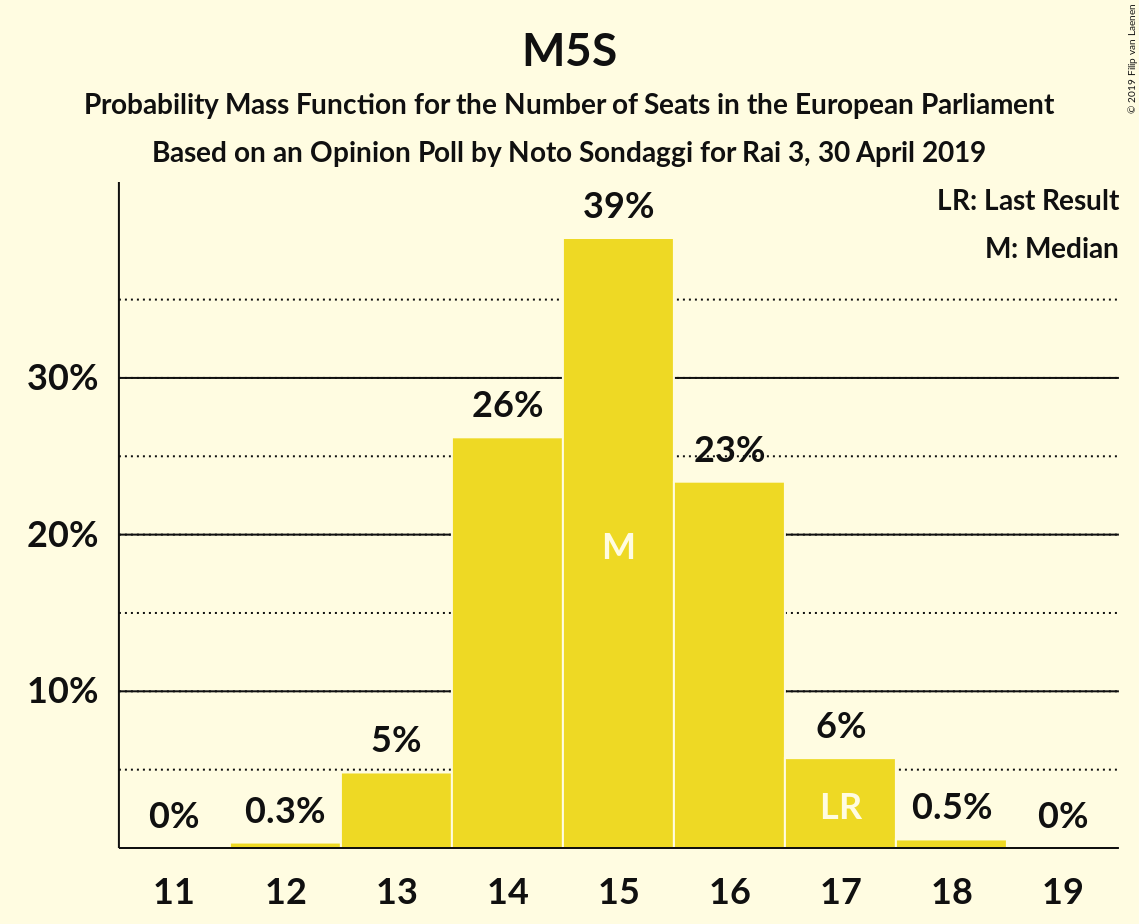 M5S
Probability Mass Function for the Number of Seats in the European Parliament
Based on an Opinion Poll by Noto Sondaggi for Rai 3, 30 April 2019
© 2019 Filip van Laenen
LR: Last Result
M: Median
39%
30%
26%
23%
20%
M
10%
6%
5%
LR
0%
0.3%
0.5%
0%
11 12 13 14 15 16 17 18 19